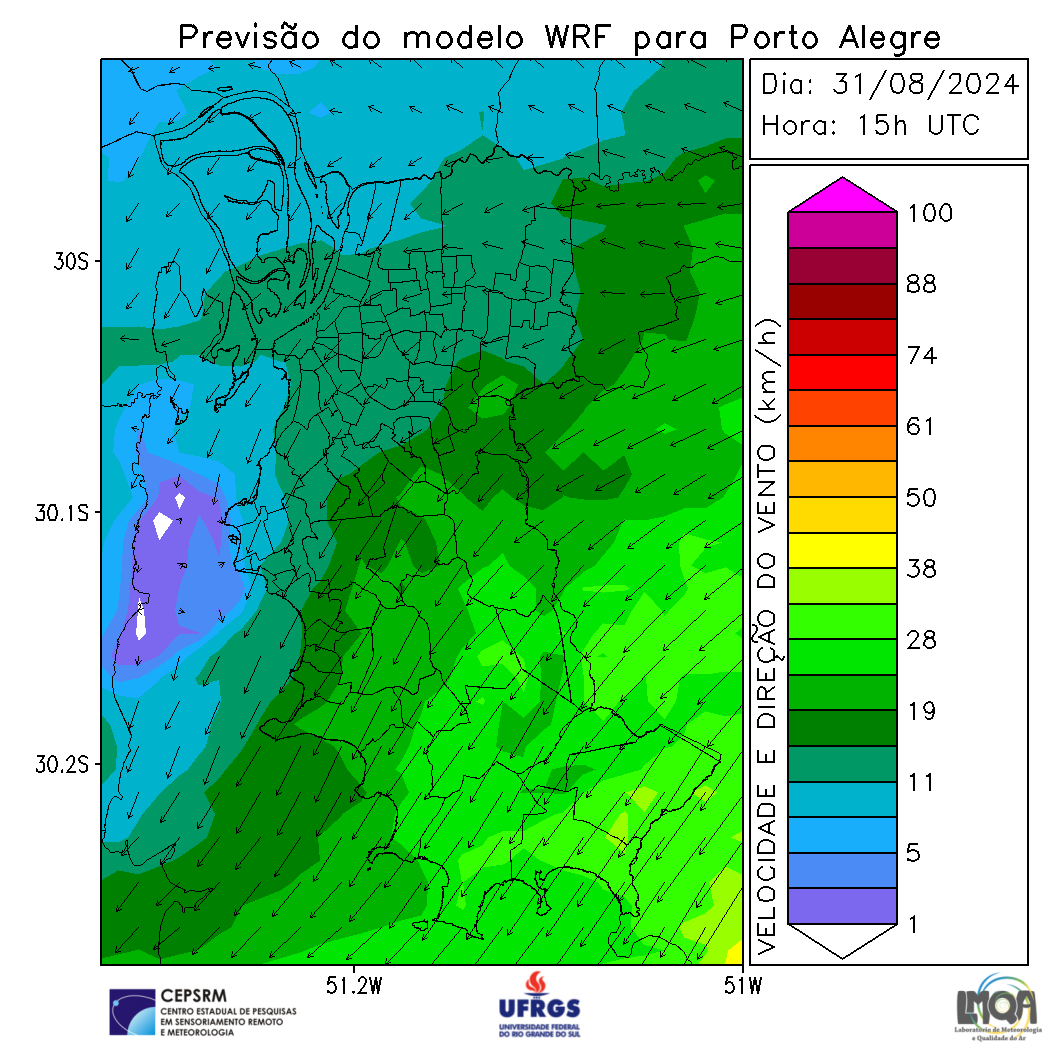 Previsão do modelo WRF para Porto Alegre
Dia: 31/08/2024
Hora: 15h UTC
30S
30.1S
30.2S
51.2W
51W
VELOCIDADE E DIREÇÃO DO VENTO (km/h)
100
88
74
61
50
38
28
19
11
5
1
CEPSRM
CENTRO ESTADUAL DE PESQUISAS
EM SENSORIAMENTO REMOTO
E METEOROLOGIA
UFRGS
UNIVERSIDADE FEDERAL
DO RIO GRANDE DO SUL
LMQA
Laboratório de Meteorologia
e Qualidade do Ar